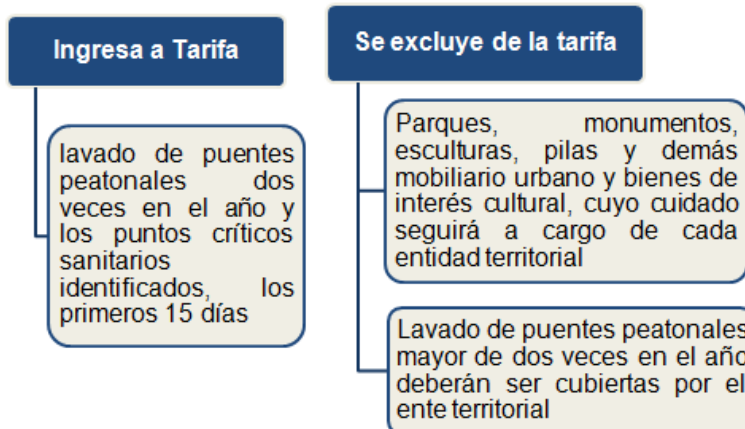 Ingresa a Tarifa
lavado de puentes
peatonales dos
veces en el año y
los puntos críticos
sanitarios
identificados, los
primeros 15 días
Se excluye de la tarifa
Parques, monumentos,
esculturas, pilas y demás
mobiliario urbano y bienes de
interés cultural, cuyo cuidado
seguirá a cargo de cada
entidad territorial
Lavado de puentes peatonales
mayor de dos veces en el año
deberán ser cubiertas por el
ente territorial